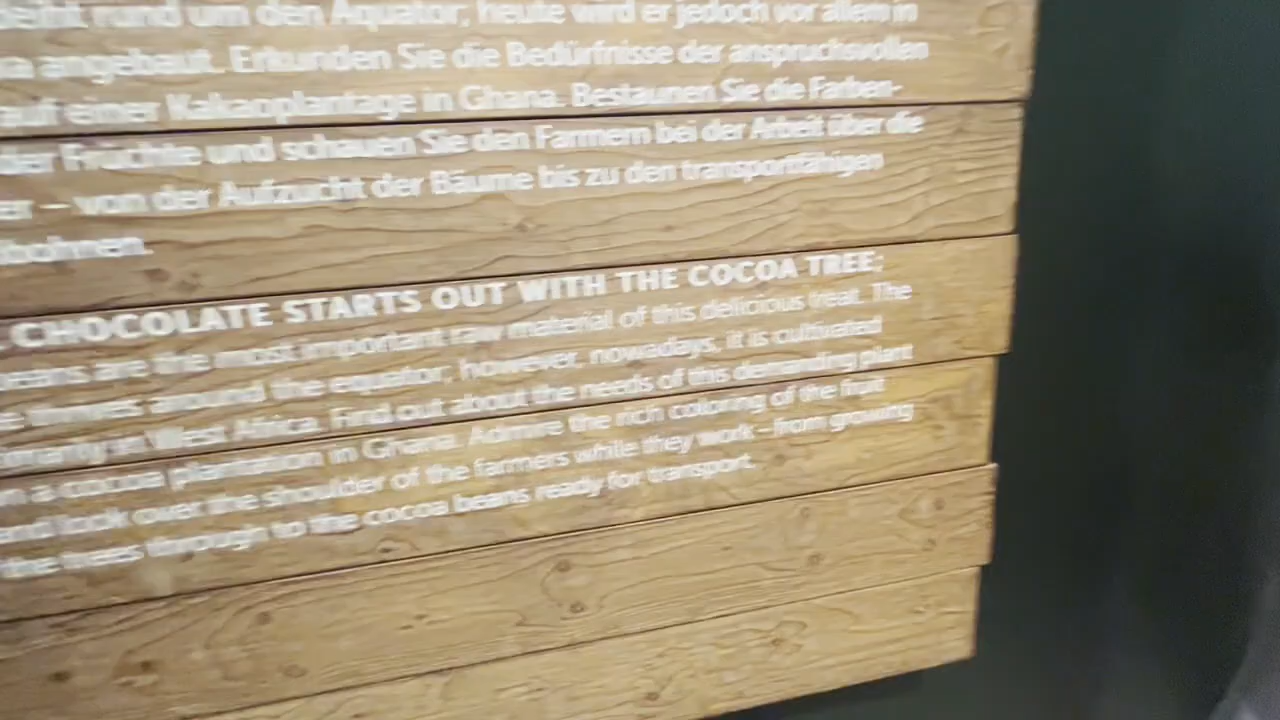 rund um den Äquator; heute wird er jedoch vor allem in
angebaut. Erkunden Sie die Bedürfnisse der anspruchsvollen
auf einer Kakaoplantage in Ghana. Bestaunen Sie die Farben-
der Früchte und schauen Sie den Farmern bei der Arbeit über die
– von der Aufzucht der Bäume bis zu den transportfähigen
bohnen.
CHOCOLATE STARTS OUT WITH THE COCOA TREE;
beans are the most important raw material of this delicious treat. The
thrives around the equator; however, nowadays, it is cultivated
in West Africa. Find out about the needs of this demanding plant
a cocoa plantation in Ghana. Admire the rich coloring of the fruit
and look over the shoulder of the farmers while they work – from growing
the trees through to the cocoa beans ready for transport.